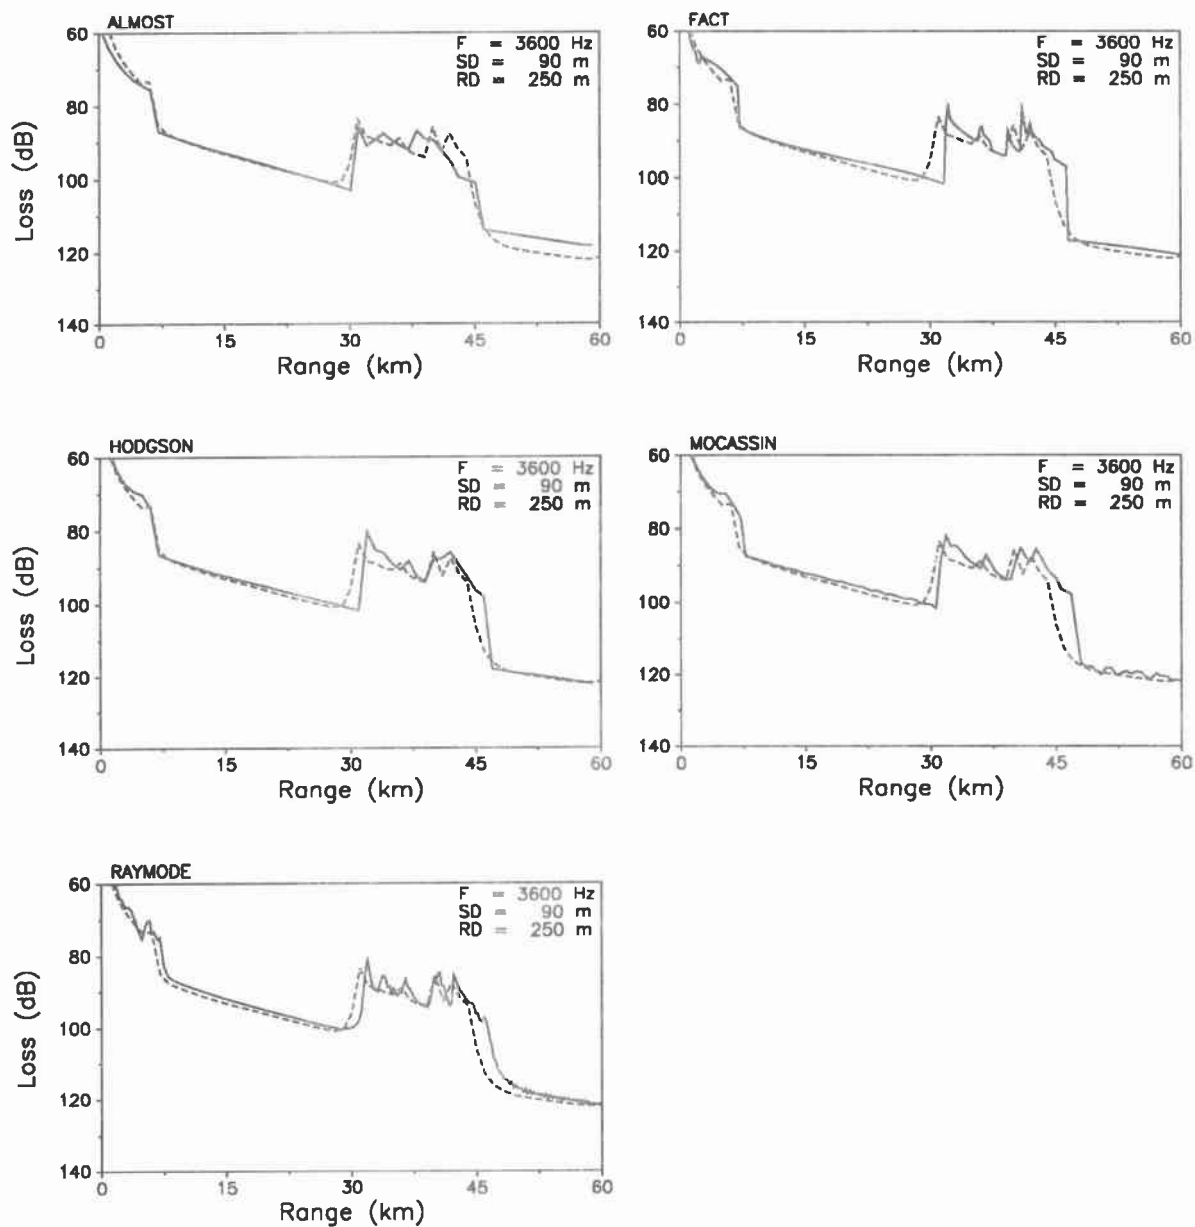 ALMOST
F = 3600 Hz
SD = 90 m
RD = 250 m
Loss (dB)
60
80
100
120
140
0 15 30 45 60
Range (km)
FACT
F = 3600 Hz
SD = 90 m
RD = 250 m
60
80
100
120
140
0 15 30 45 60
Range (km)
HODGSON
F = 3600 Hz
SD = 90 m
RD = 250 m
Loss (dB)
60
80
100
120
140
0 15 30 45 60
Range (km)
MOCASSIN
F = 3600 Hz
SD = 90 m
RD = 250 m
60
80
100
120
140
0 15 30 45 60
Range (km)
RAYMODE
F = 3600 Hz
SD = 90 m
RD = 250 m
Loss (dB)
60
80
100
120
140
0 15 30 45 60
Range (km)